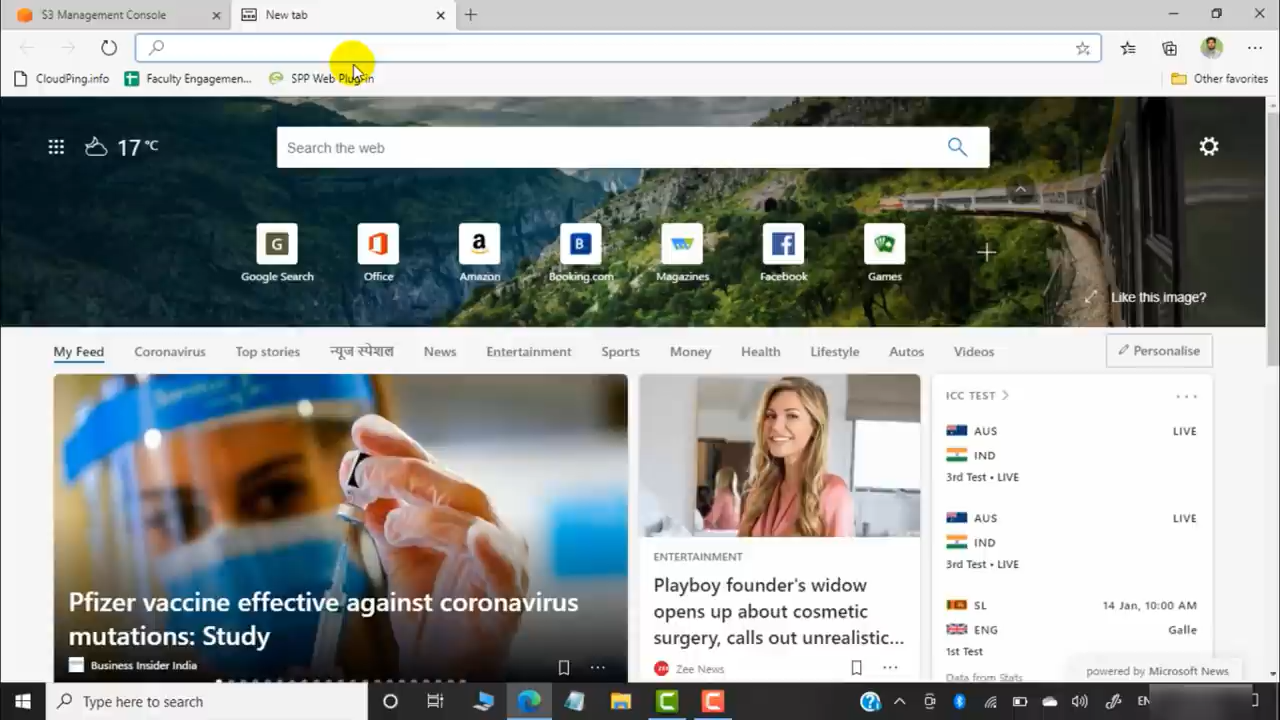 S3 Management Console
New tab
CloudPing.info
Faculty Engagemen...
SPP Web Plug-in
Other favorites
17 °C
Search the web
G
Google Search
Office
a
Amazon
B
Booking.com
Magazines
Facebook
Games
Like this image?
My Feed
Coronavirus
Top stories
न्यूज स्पेशल
News
Entertainment
Sports
Money
Health
Lifestyle
Autos
Videos
Personalise
Pfizer vaccine effective against coronavirus
mutations: Study
Business Insider India
ENTERTAINMENT
Playboy founder's widow
opens up about cosmetic
surgery, calls out unrealistic...
Zee News
ICC TEST
AUS LIVE
IND
3rd Test • LIVE
AUS LIVE
IND
3rd Test • LIVE
SL 14 Jan, 10:00 AM
ENG Galle
1st Test
Data from Stats
powered by Microsoft News
Type here to search